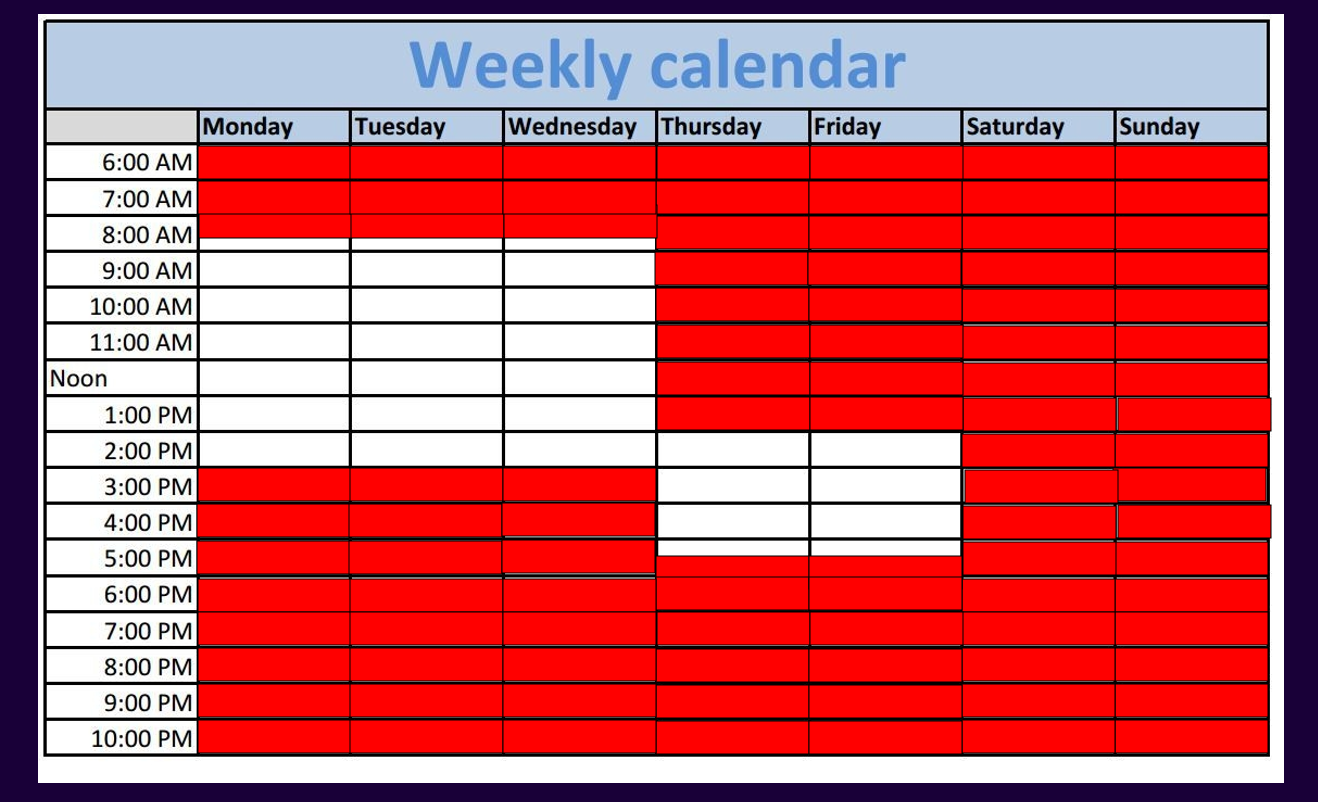 Weekly calendar
Monday Tuesday Wednesday Thursday Friday Saturday Sunday
6:00 AM
7:00 AM
8:00 AM
9:00 AM
10:00 AM
11:00 AM
Noon
1:00 PM
2:00 PM
3:00 PM
4:00 PM
5:00 PM
6:00 PM
7:00 PM
8:00 PM
9:00 PM
10:00 PM